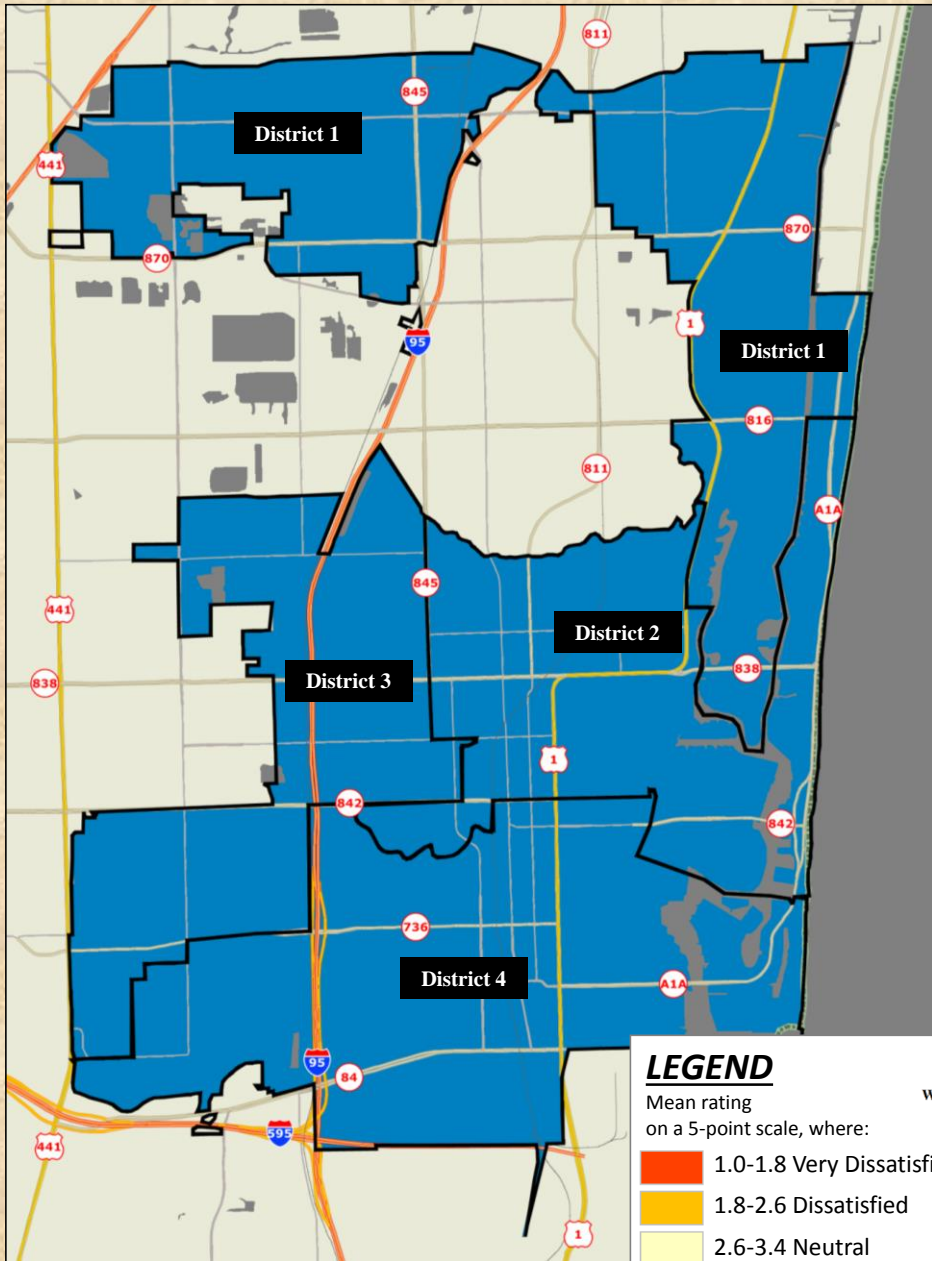 811
845
District 1
441
870
870
1
95
District 1
816
811
A1A
845
441
District 2
838
District 3
838
1
842
842
736
District 4
A1A
95
84
441
595
1
LEGEND
Mean rating
on a 5-point scale, where:
1.0-1.8 Very Dissatisfi
1.8-2.6 Dissatisfied
2.6-3.4 Neutral